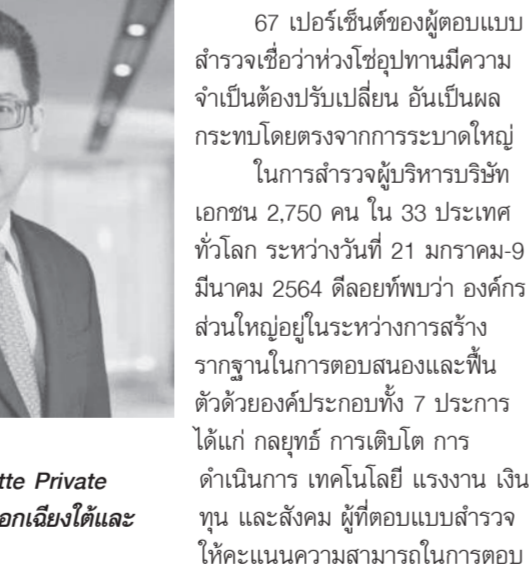 67 เปอร์เซ็นต์ของผู้ตอบแบบ
สำรวจเชื่อว่าห่วงโซ่อุปทานมีความ
จำเป็นต้องปรับเปลี่ยน อันเป็นผล
กระทบโดยตรงจากการระบาดใหญ่
ในการสำรวจผู้บริหารบริษัท
เอกชน 2,750 คน ใน 33 ประเทศ
ทั่วโลก ระหว่างวันที่ 21 มกราคม-9
มีนาคม 2564 ดีลอยท์พบว่า องค์กร
ส่วนใหญ่อยู่ในระหว่างการสร้าง
รากฐานในการตอบสนองและฟื้น
ตัวด้วยองค์ประกอบทั้ง 7 ประการ
ได้แก่ กลยุทธ์ การเติบโต การ
ดำเนินการ เทคโนโลยี แรงงาน เงิน
ทุน และสังคม ผู้ที่ตอบแบบสำรวจ
ให้คะแนนความสามารถในการตอบ
tte Private
อกเฉียงใต้และ